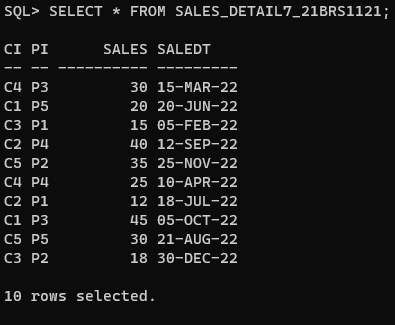 SQL> SELECT * FROM SALES_DETAIL7_21BRS1121;
CI PI      SALES SALEDT
-- -- ---------- ---------
C4 P3         30 15-MAR-22
C1 P5         20 20-JUN-22
C3 P1         15 05-FEB-22
C2 P4         40 12-SEP-22
C5 P2         35 25-NOV-22
C4 P4         25 10-APR-22
C2 P1         12 18-JUL-22
C1 P3         45 05-OCT-22
C5 P5         30 21-AUG-22
C3 P2         18 30-DEC-22
10 rows selected.